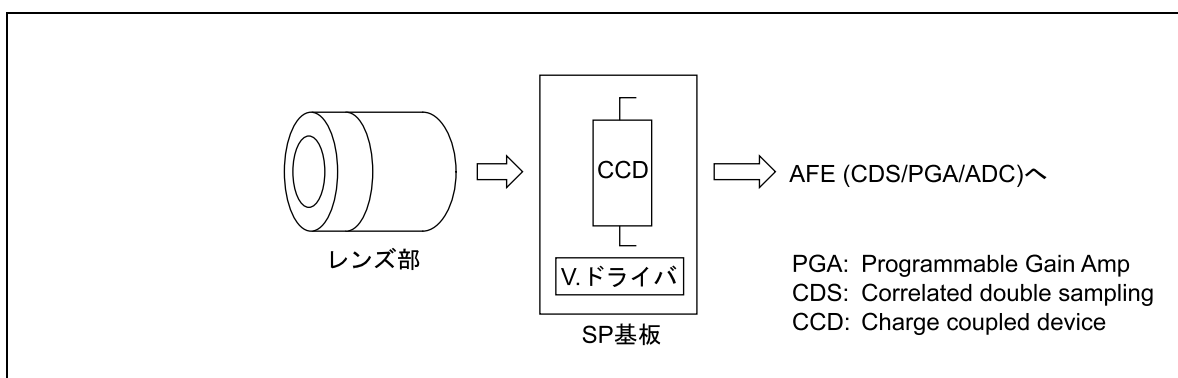 CCD
AFE (CDS/PGA/ADC)へ
レンズ部
V.ドライバ
SP基板
PGA: Programmable Gain Amp
CDS: Correlated double sampling
CCD: Charge coupled device